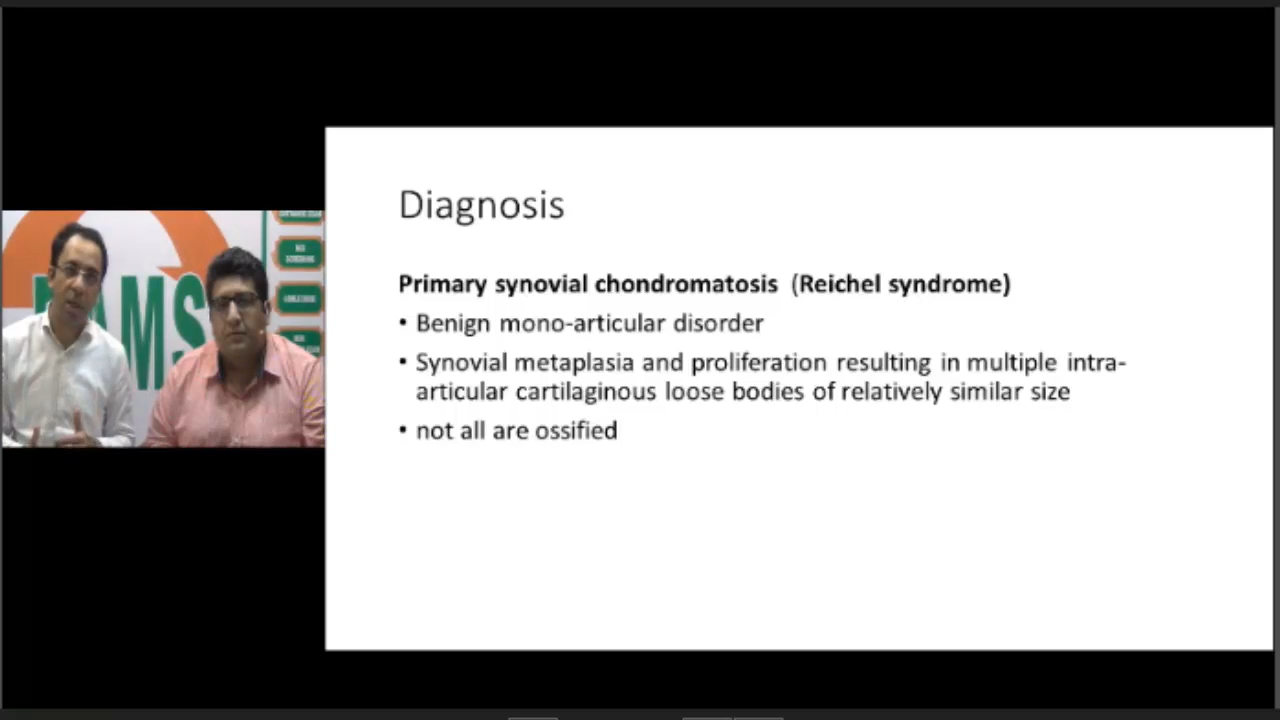 Diagnosis
Primary synovial chondromatosis (Reichel syndrome)
• Benign mono-articular disorder
• Synovial metaplasia and proliferation resulting in multiple intra-
articular cartilaginous loose bodies of relatively similar size
• not all are ossified